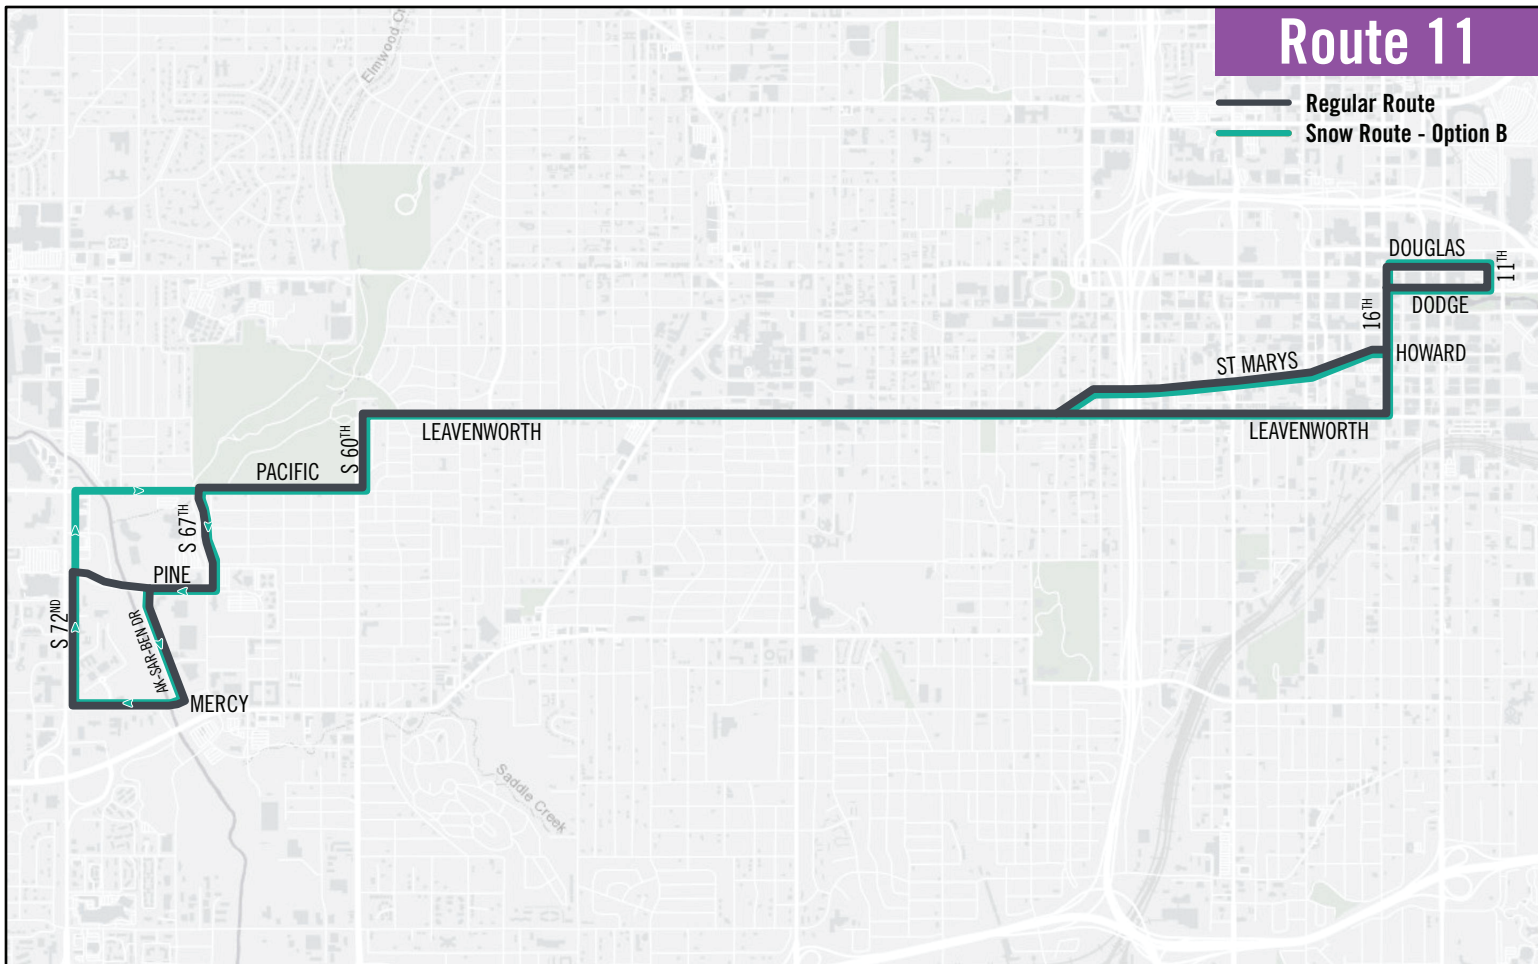 Route 11
Regular Route
Snow Route - Option B
Elmwood Cr
DOUGLAS
11TH
DODGE
16TH
HOWARD
ST MARYS
LEAVENWORTH
LEAVENWORTH
S 60TH
PACIFIC
S 67TH
PINE
S 72ND
AK-SAR-BEN DR
MERCY
Saddle Creek